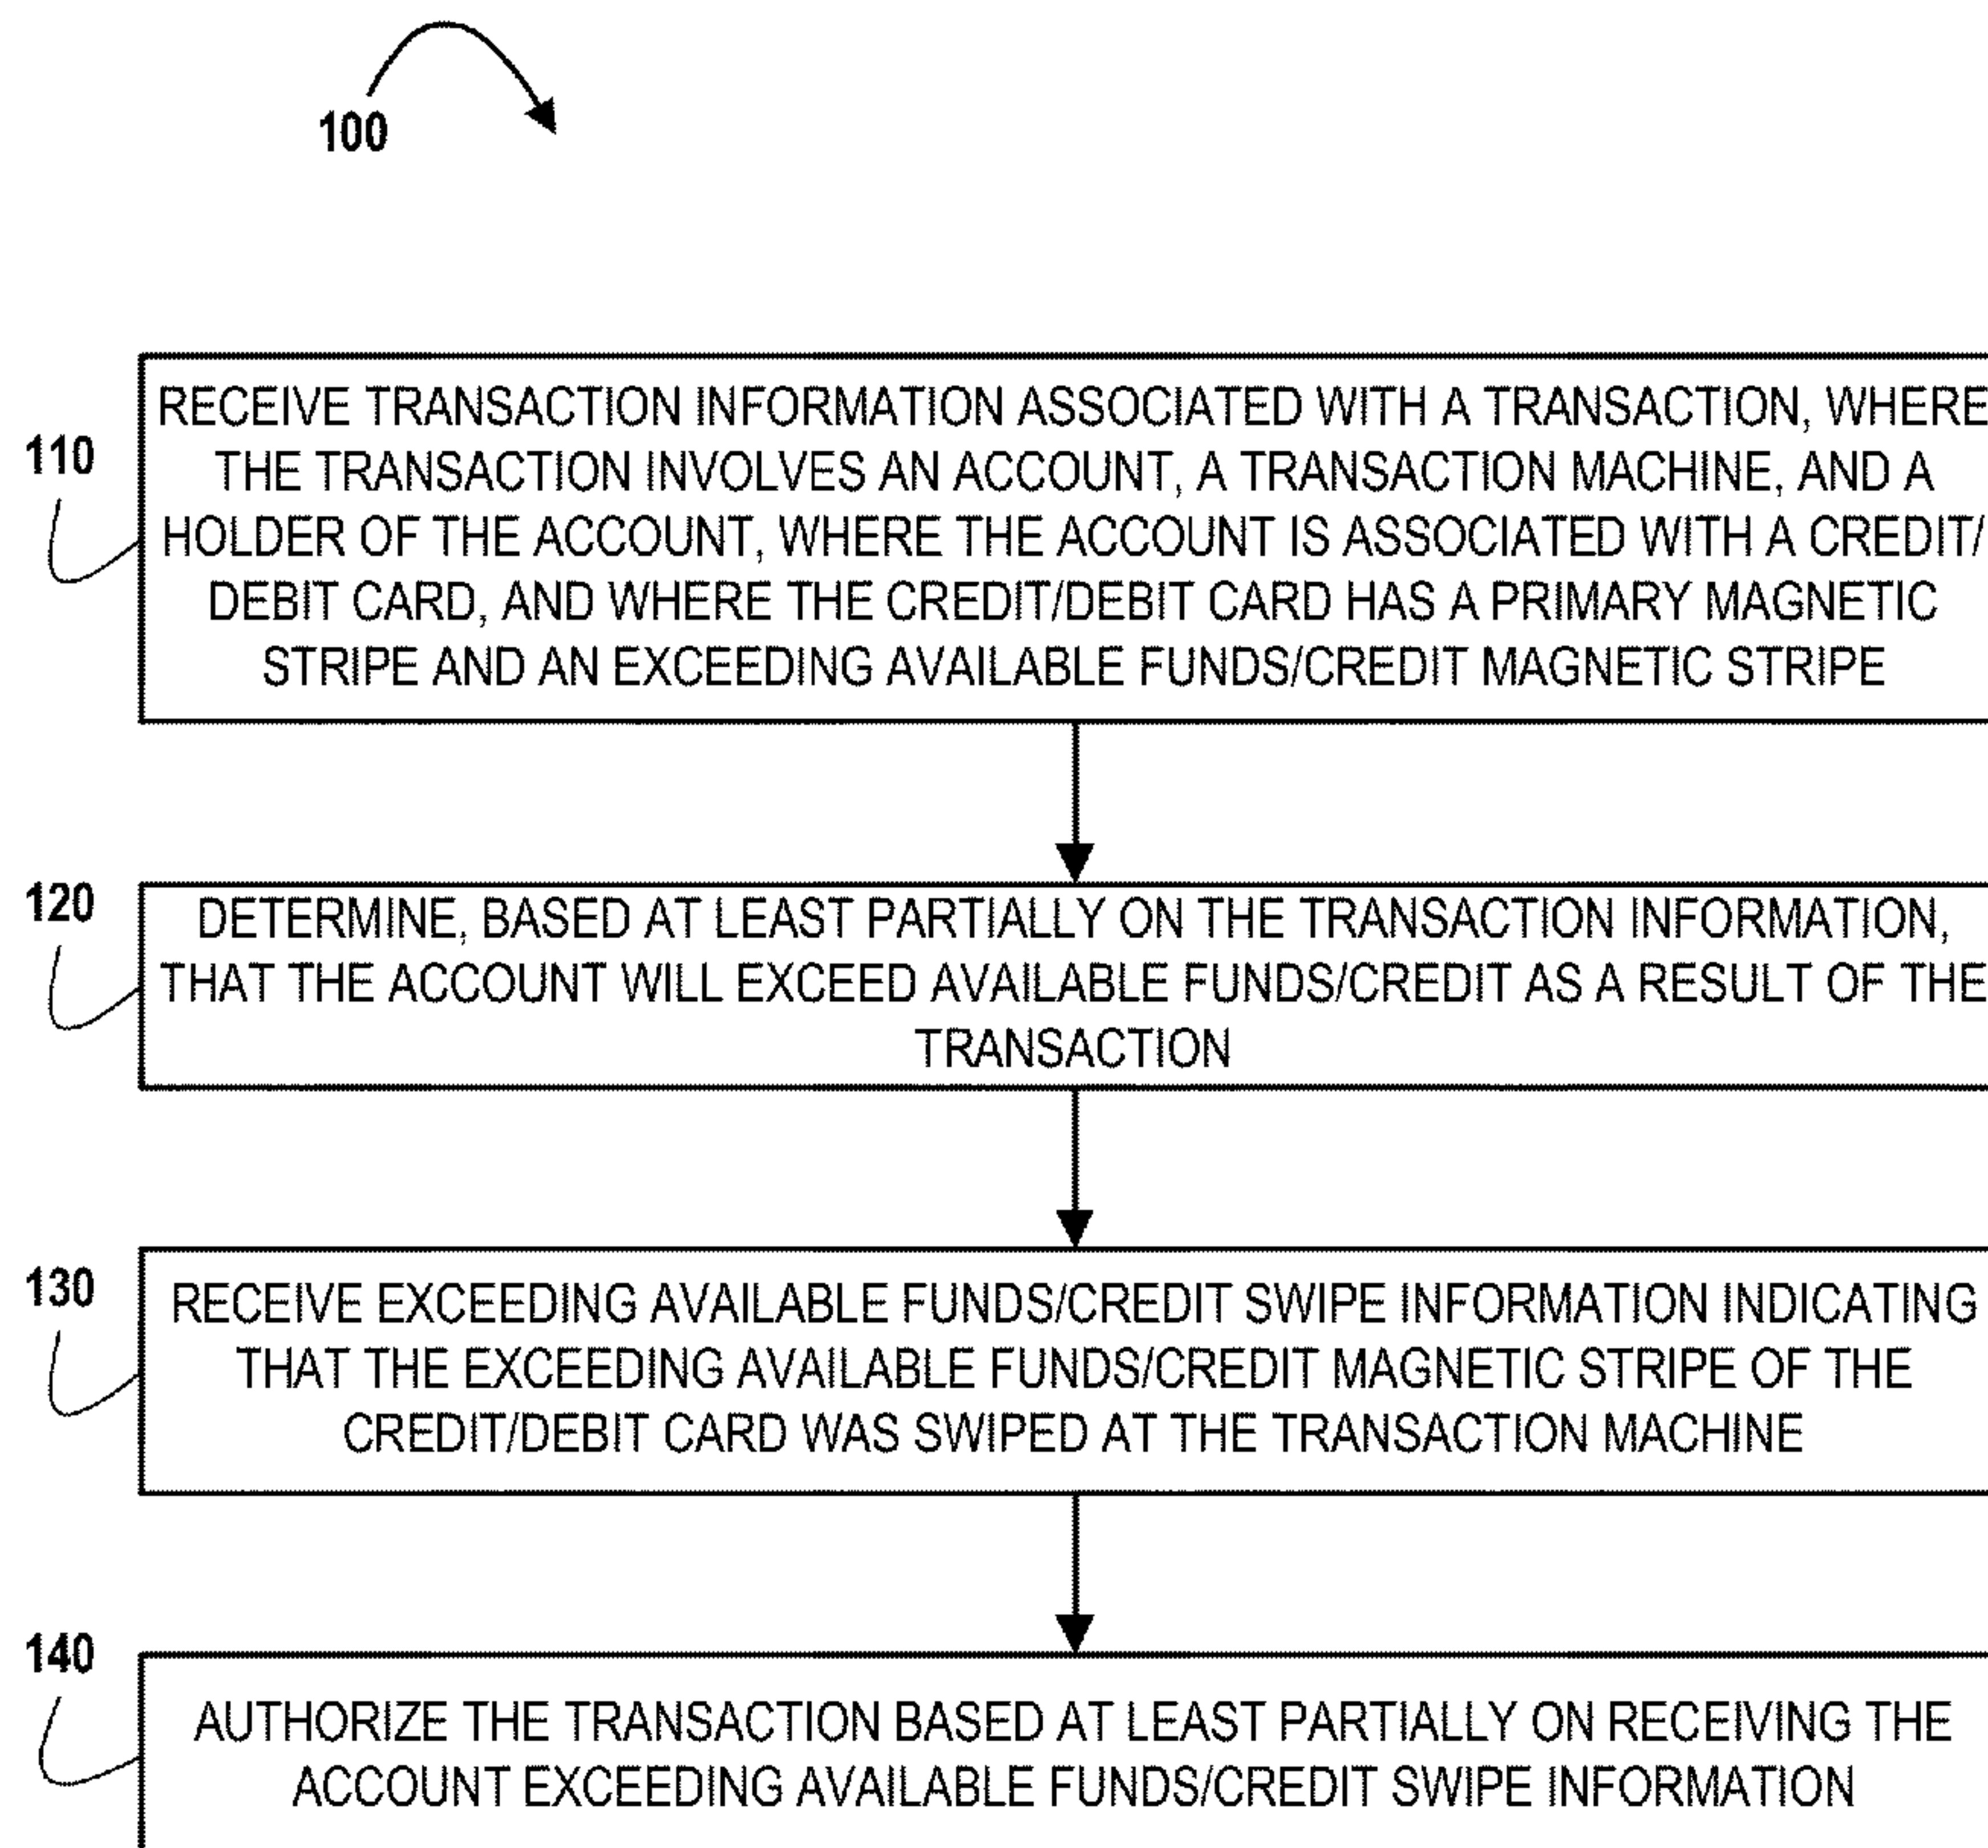 100
110
RECEIVE TRANSACTION INFORMATION ASSOCIATED WITH A TRANSACTION, WHERE
THE TRANSACTION INVOLVES AN ACCOUNT, A TRANSACTION MACHINE, AND A
HOLDER OF THE ACCOUNT, WHERE THE ACCOUNT IS ASSOCIATED WITH A CREDIT/
DEBIT CARD, AND WHERE THE CREDIT/DEBIT CARD HAS A PRIMARY MAGNETIC
STRIPE AND AN EXCEEDING AVAILABLE FUNDS/CREDIT MAGNETIC STRIPE
120
DETERMINE, BASED AT LEAST PARTIALLY ON THE TRANSACTION INFORMATION,
THAT THE ACCOUNT WILL EXCEED AVAILABLE FUNDS/CREDIT AS A RESULT OF THE
TRANSACTION
130
RECEIVE EXCEEDING AVAILABLE FUNDS/CREDIT SWIPE INFORMATION INDICATING
THAT THE EXCEEDING AVAILABLE FUNDS/CREDIT MAGNETIC STRIPE OF THE
CREDIT/DEBIT CARD WAS SWIPED AT THE TRANSACTION MACHINE
140
AUTHORIZE THE TRANSACTION BASED AT LEAST PARTIALLY ON RECEIVING THE
ACCOUNT EXCEEDING AVAILABLE FUNDS/CREDIT SWIPE INFORMATION